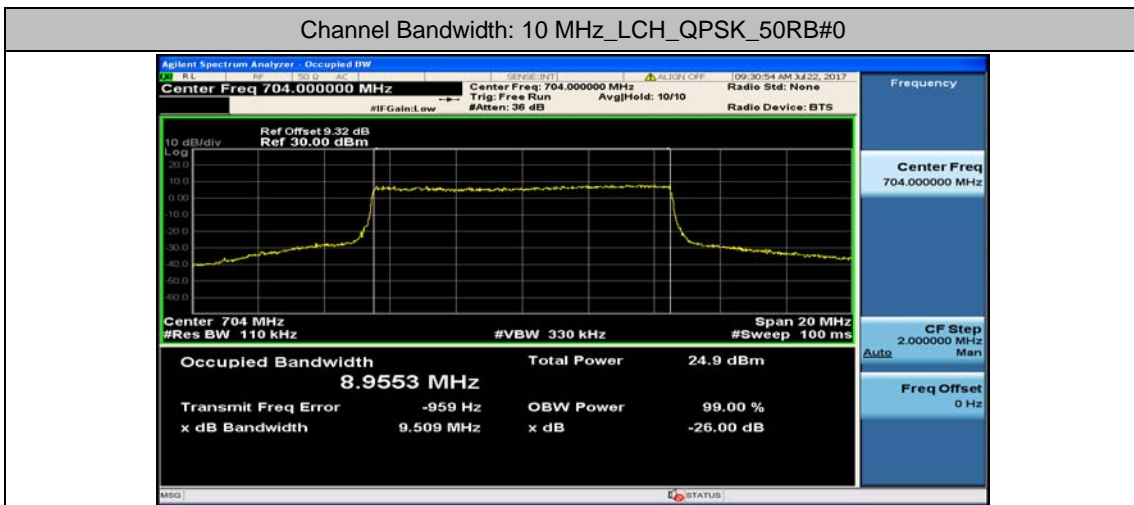 Channel Bandwidth: 10 MHz_LCH_QPSK_50RB#0
Agilent Spectrum Analyzer - Occupied BW
RL RF 50 Ω AC SENSE:INT ALIGN OFF 09:30:54 AM Jul 22, 2017
Center Freq 704.000000 MHz Center Freq: 704.000000 MHz Radio Std: None
Trig: Free Run Avg|Hold: 10/10
#IFGain:Low #Atten: 36 dB Radio Device: BTS
Frequency
Ref Offset 9.32 dB
10 dB/div Ref 30.00 dBm
Log
20.0
10.0
0.00
-10.0
-20.0
-30.0
-40.0
-50.0
-60.0
Center Freq
704.000000 MHz
Center 704 MHz Span 20 MHz
#Res BW 110 kHz #VBW 330 kHz #Sweep 100 ms
CF Step
2.000000 MHz
Auto Man
Occupied Bandwidth Total Power 24.9 dBm
8.9553 MHz
Transmit Freq Error -959 Hz OBW Power 99.00 %
x dB Bandwidth 9.509 MHz x dB -26.00 dB
Freq Offset
0 Hz
MSG STATUS